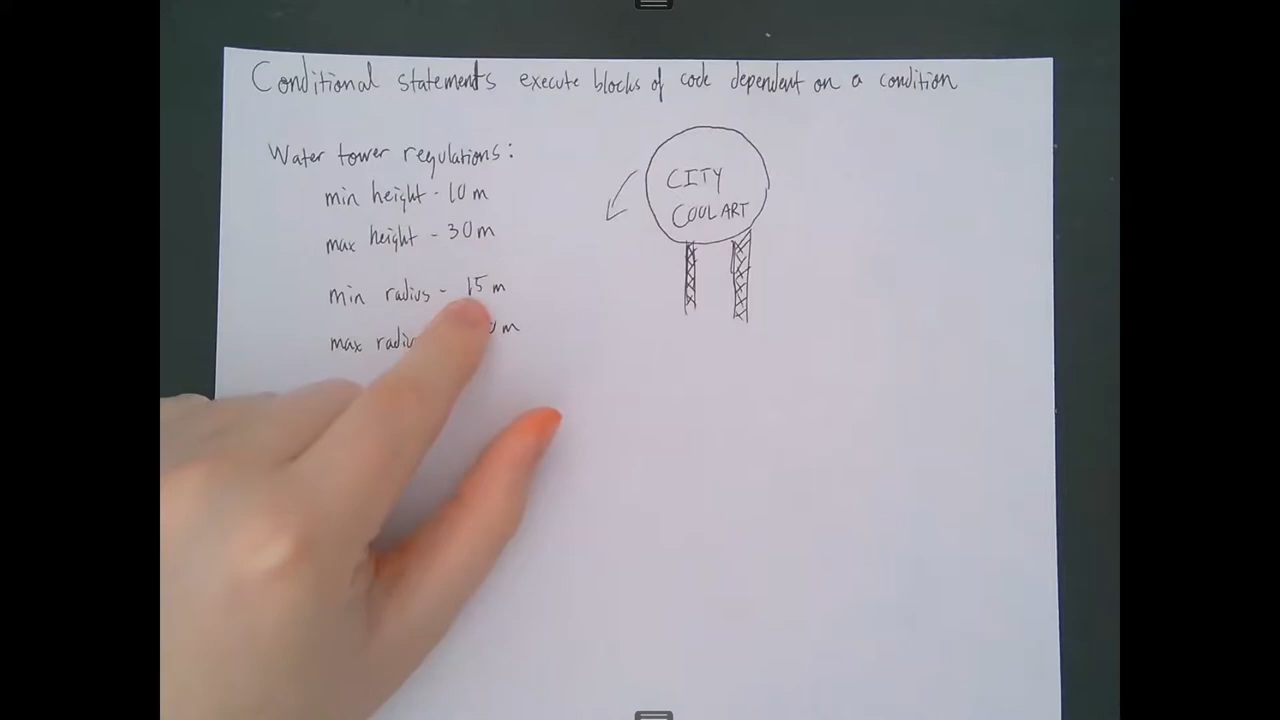 Conditional statements execute blocks of code dependent on a condition
Water tower regulations:
min height - 10 m
max height - 30 m
min radius - 15 m
max m
CITY
COOLART